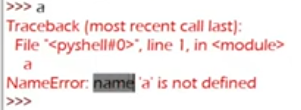 >>> a
Traceback (most recent call last):
  File "<pyshell#0>", line 1, in <module>
    a
NameError: name 'a' is not defined
>>>